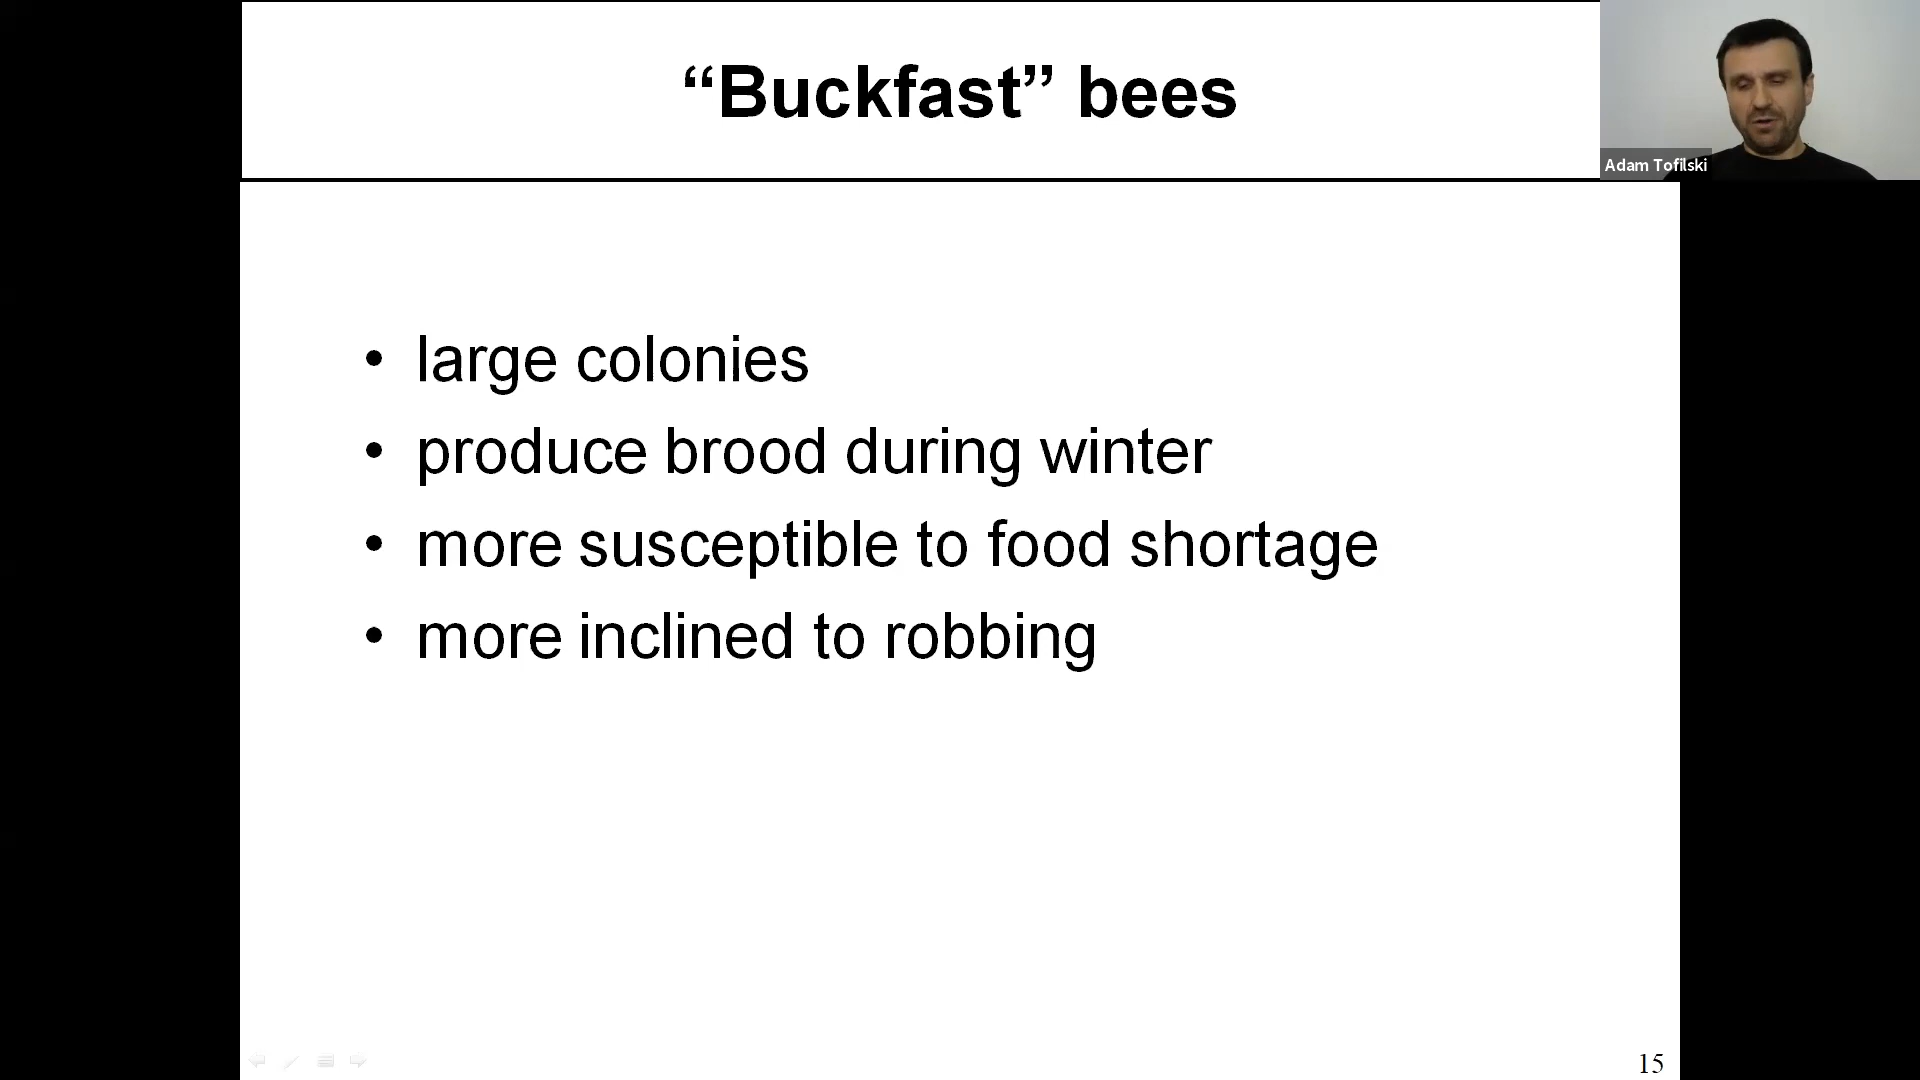 “Buckfast” bees
Adam Tofilski
• large colonies
• produce brood during winter
• more susceptible to food shortage
• more inclined to robbing
15